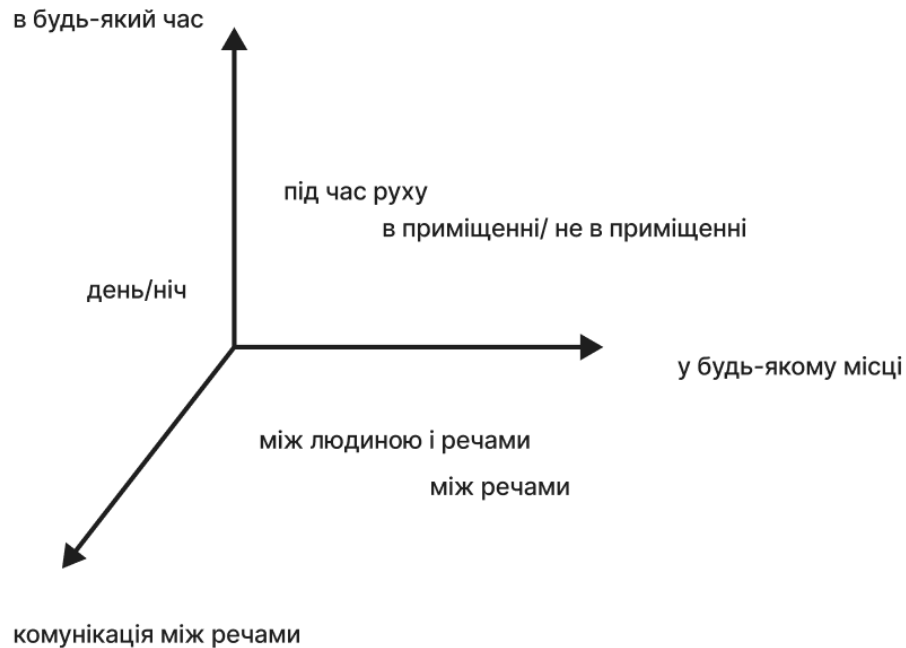 в будь-який час
під час руху
в приміщенні/ не в приміщенні
день/ніч
у будь-якому місці
між людиною і речами
між речами
комунікація між речами